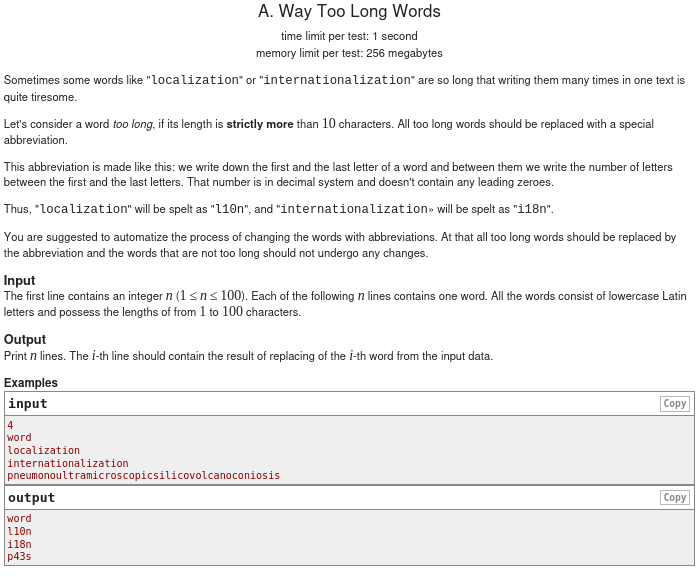 A. Way Too Long Words
time limit per test: 1 second
memory limit per test: 256 megabytes
Sometimes some words like "localization" or "internationalization" are so long that writing them many times in one text is
quite tiresome.
Let's consider a word too long, if its length is strictly more than 10 characters. All too long words should be replaced with a special
abbreviation.
This abbreviation is made like this: we write down the first and the last letter of a word and between them we write the number of letters
between the first and the last letters. That number is in decimal system and doesn't contain any leading zeroes.
Thus, "localization" will be spelt as "l10n", and "internationalization» will be spelt as "i18n".
You are suggested to automatize the process of changing the words with abbreviations. At that all too long words should be replaced by
the abbreviation and the words that are not too long should not undergo any changes.
Input
The first line contains an integer n (1 ≤ n ≤ 100). Each of the following n lines contains one word. All the words consist of lowercase Latin
letters and possess the lengths of from 1 to 100 characters.
Output
Print n lines. The i-th line should contain the result of replacing of the i-th word from the input data.
Examples
input Copy
4
word
localization
internationalization
pneumonoultramicroscopicsilicovolcanoconiosis
output Copy
word
l10n
i18n
p43s